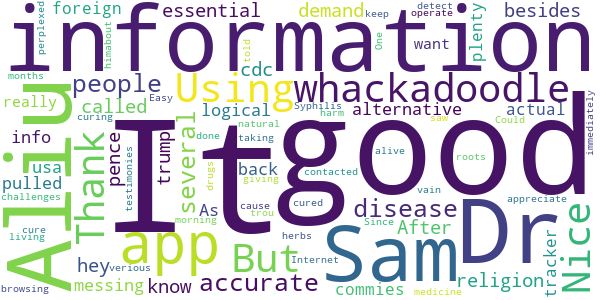 information
It
good
Aliu
Dr
Sam
app
Using
whackadoodle
Nice
Thank
But
several
people
disease
accurate
religion
foreign
essential
demand
besides
perplexed
keep
detect
operate
plenty
himabout
told
One
want
cdc
months
Easy
Syphilis
really
called
logical
alternative
actual
curing
natural
saw
Could
info
pence
trump
harm
immediately
done
taking
alive
roots
usa
testimonies
drugs
back
contacted
pulled
giving
vain
appreciate
challenges
As
cause
cured
Since
After
tracker
cure
morning
trou
living
herbs
hey
verious
know
Internet
commies
browsing
messing
medicine